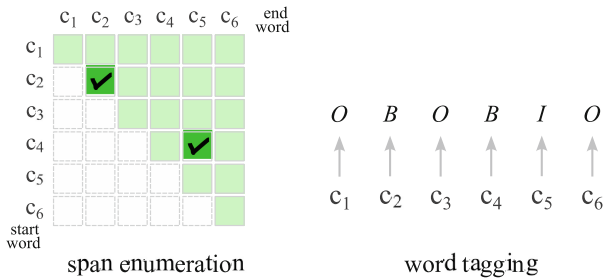 c1 c2 c3 c4 c5 c6 end word
c1
c2
c3
c4
c5
c6
start word
span enumeration
O B O B I O
c1 c2 c3 c4 c5 c6
word tagging